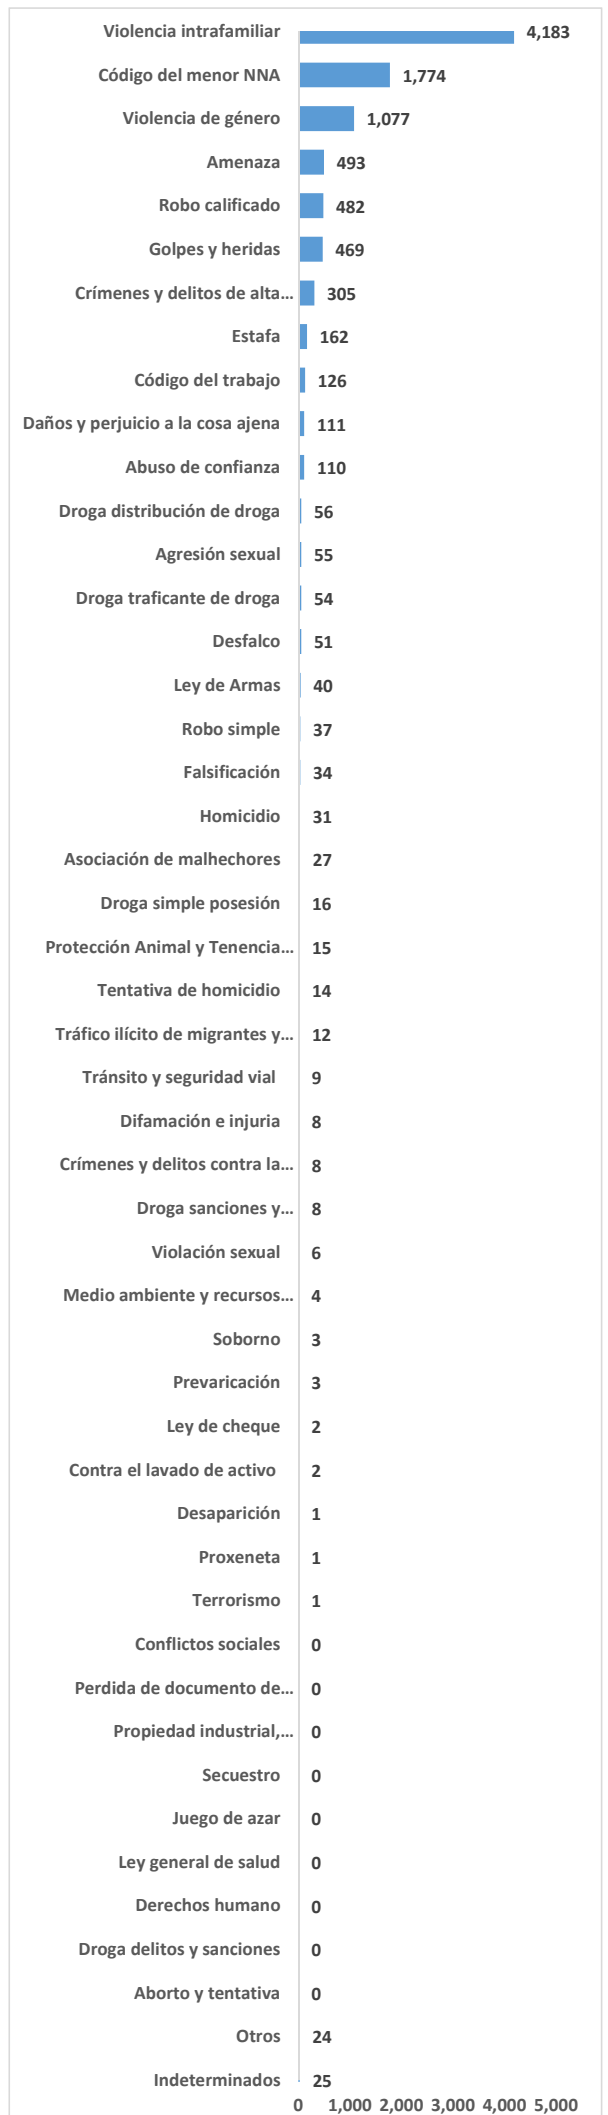 Violencia intrafamiliar 4,183
Código del menor NNA 1,774
Violencia de género 1,077
Amenaza 493
Robo calificado 482
Golpes y heridas 469
Crímenes y delitos de alta... 305
Estafa 162
Código del trabajo 126
Daños y perjuicio a la cosa ajena 111
Abuso de confianza 110
Droga distribución de droga 56
Agresión sexual 55
Droga traficante de droga 54
Desfalco 51
Ley de Armas 40
Robo simple 37
Falsificación 34
Homicidio 31
Asociación de malhechores 27
Droga simple posesión 16
Protección Animal y Tenencia... 15
Tentativa de homicidio 14
Tráfico ilícito de migrantes y... 12
Tránsito y seguridad vial 9
Difamación e injuria 8
Crímenes y delitos contra la... 8
Droga sanciones y... 8
Violación sexual 6
Medio ambiente y recursos... 4
Soborno 3
Prevaricación 3
Ley de cheque 2
Contra el lavado de activo 2
Desaparición 1
Proxeneta 1
Terrorismo 1
Conflictos sociales 0
Perdida de documento de... 0
Propiedad industrial,... 0
Secuestro 0
Juego de azar 0
Ley general de salud 0
Derechos humano 0
Droga delitos y sanciones 0
Aborto y tentativa 0
Otros 24
Indeterminados 25
0 1,000 2,000 3,000 4,000 5,000